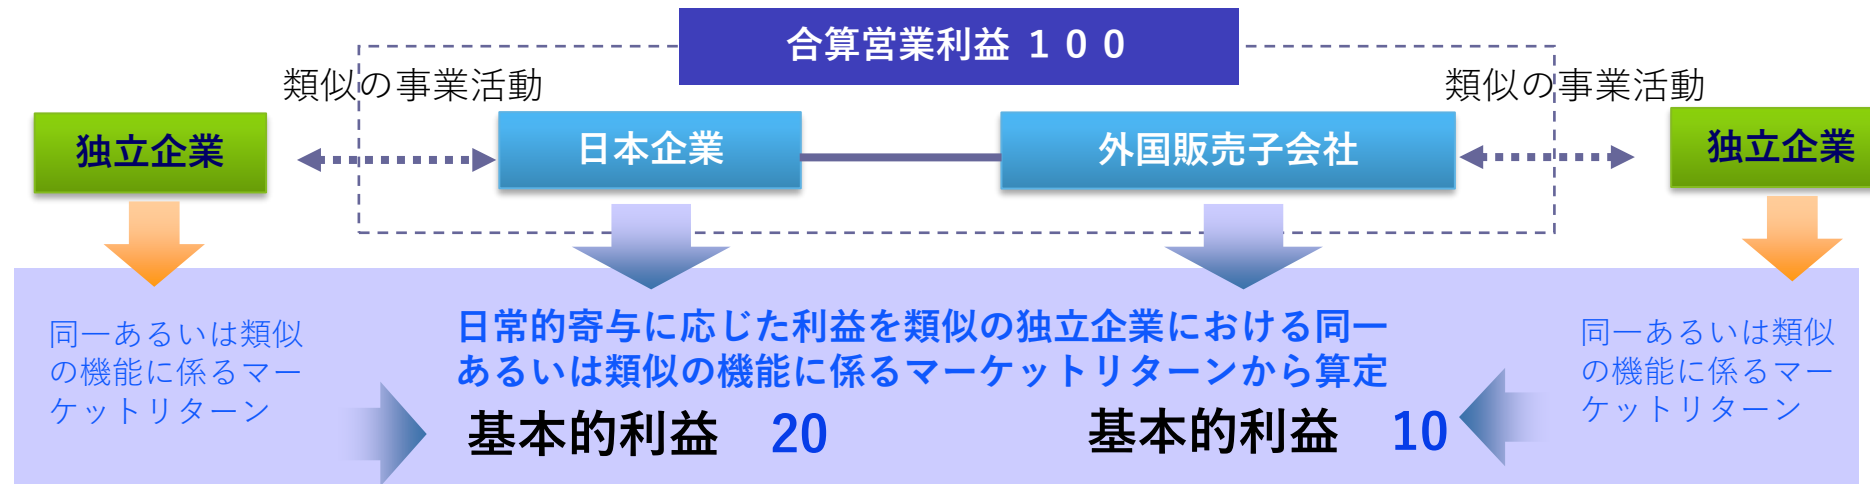 合算営業利益 １００
類似の事業活動
類似の事業活動
独立企業
日本企業
外国販売子会社
独立企業
同一あるいは類似
の機能に係るマー
ケットリターン
日常的寄与に応じた利益を類似の独立企業における同一
あるいは類似の機能に係るマーケットリターンから算定
基本的利益 20
基本的利益 10
同一あるいは類似
の機能に係るマー
ケットリターン